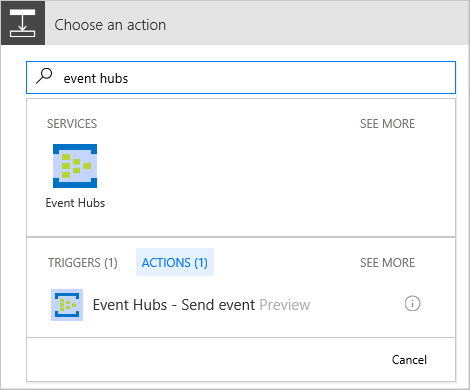 Choose an action
event hubs
SERVICES SEE MORE
Event Hubs
TRIGGERS (1) ACTIONS (1) SEE MORE
Event Hubs - Send event Preview
Cancel